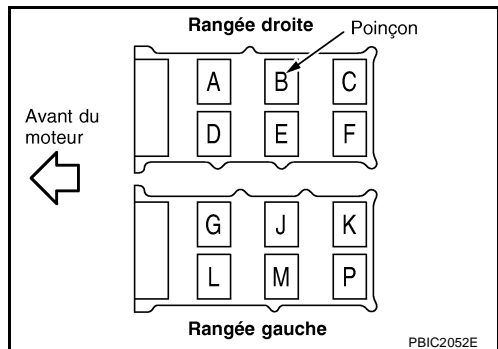 Rangée droite
Poinçon
A B C
Avant du
moteur
D E F
G J K
L M P
Rangée gauche
PBIC2052E